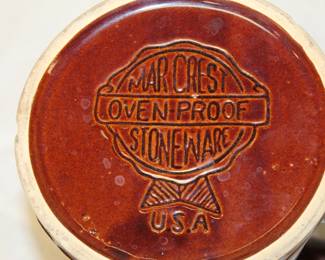 MAR CREST
OVEN-PROOF
STONEWARE
USA